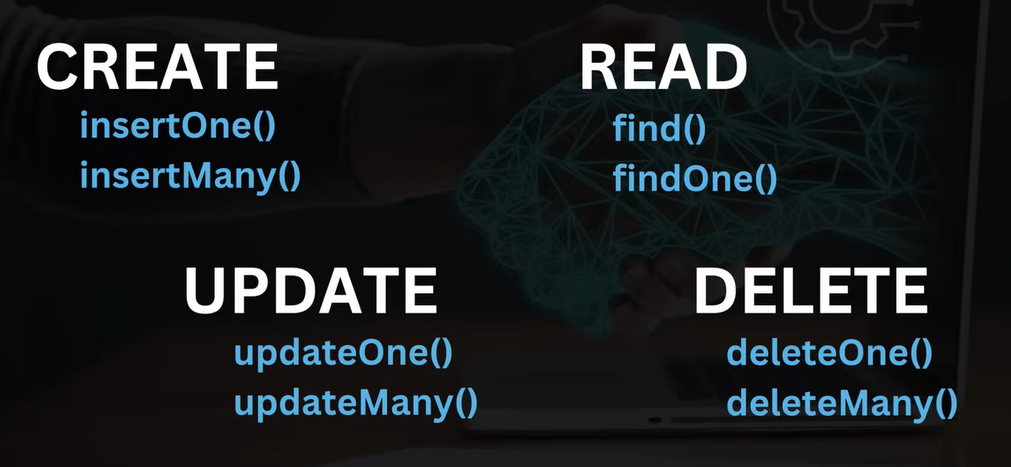 CREATE
insertOne()
insertMany()
READ
find()
findOne()
UPDATE
updateOne()
updateMany()
DELETE
deleteOne()
deleteMany()